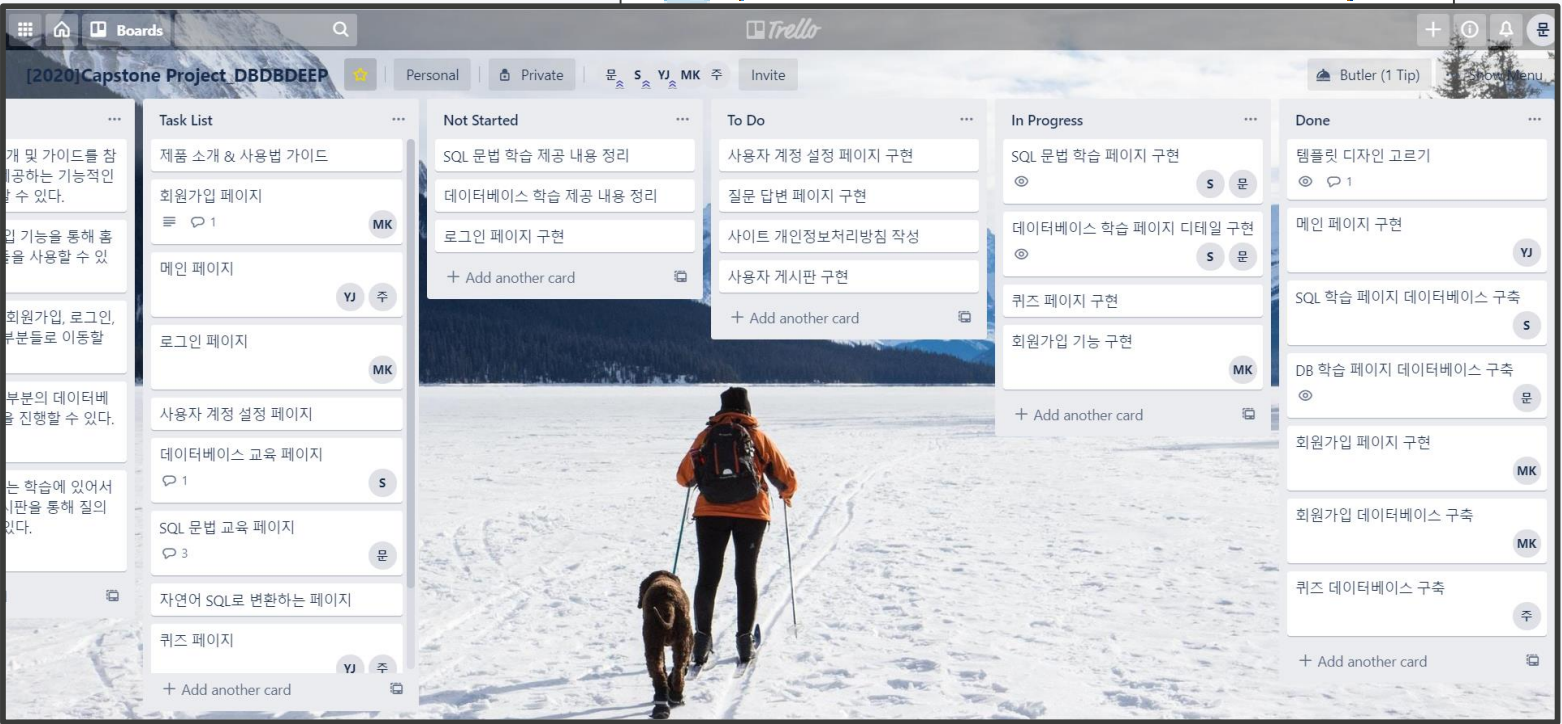 Boards
Trello
문
[2020]Capstone Project_DBDBDEEP
Personal
Private
문 S YJ MK 주
Invite
Butler (1 Tip)
Show Menu
개 및 가이드를 참
제공하는 기능적인
할 수 있다.
입 기능을 통해 홈
들을 사용할 수 있
회원가입, 로그인,
부분들로 이동할
부분의 데이터베
을 진행할 수 있다.
는 학습에 있어서
시판을 통해 질의
있다.
Task List
제품 소개 & 사용법 가이드
회원가입 페이지
1
MK
메인 페이지
YJ 주
로그인 페이지
MK
사용자 계정 설정 페이지
데이터베이스 교육 페이지
1
S
SQL 문법 교육 페이지
3
문
자연어 SQL로 변환하는 페이지
퀴즈 페이지
YJ 주
+ Add another card
Not Started
SQL 문법 학습 제공 내용 정리
데이터베이스 학습 제공 내용 정리
로그인 페이지 구현
+ Add another card
To Do
사용자 계정 설정 페이지 구현
질문 답변 페이지 구현
사이트 개인정보처리방침 작성
사용자 게시판 구현
+ Add another card
In Progress
SQL 문법 학습 페이지 구현
S 문
데이터베이스 학습 페이지 디테일 구현
S 문
퀴즈 페이지 구현
회원가입 기능 구현
MK
+ Add another card
Done
템플릿 디자인 고르기
1
메인 페이지 구현
YJ
SQL 학습 페이지 데이터베이스 구축
S
DB 학습 페이지 데이터베이스 구축
문
회원가입 페이지 구현
MK
회원가입 데이터베이스 구축
MK
퀴즈 데이터베이스 구축
주
+ Add another card